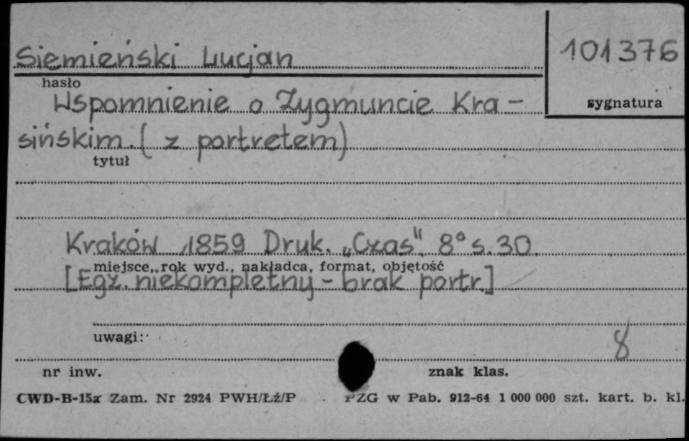 Siemieński Lucjan
101376
hasło
sygnatura
Wspomnienie o Zygmuncie Kra-
sińskim. (z portretem)
tytuł
Kraków 1859 Druk. „Czas". 8° s. 30.
miejsce, rok wyd., nakładca, format, objętość
[Egz. niekompletny - brak portr.]
uwagi:
8
nr inw.
znak klas.
CWD-B-15a Zam. Nr 2924 PWH/Łź/P PZG w Pab. 912-64 1 000 000 szt. kart. b. kl.